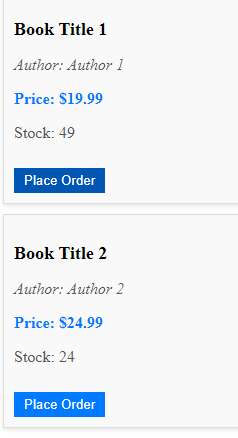 Book Title 1
Author: Author 1
Price: $19.99
Stock: 49
Place Order
Book Title 2
Author: Author 2
Price: $24.99
Stock: 24
Place Order